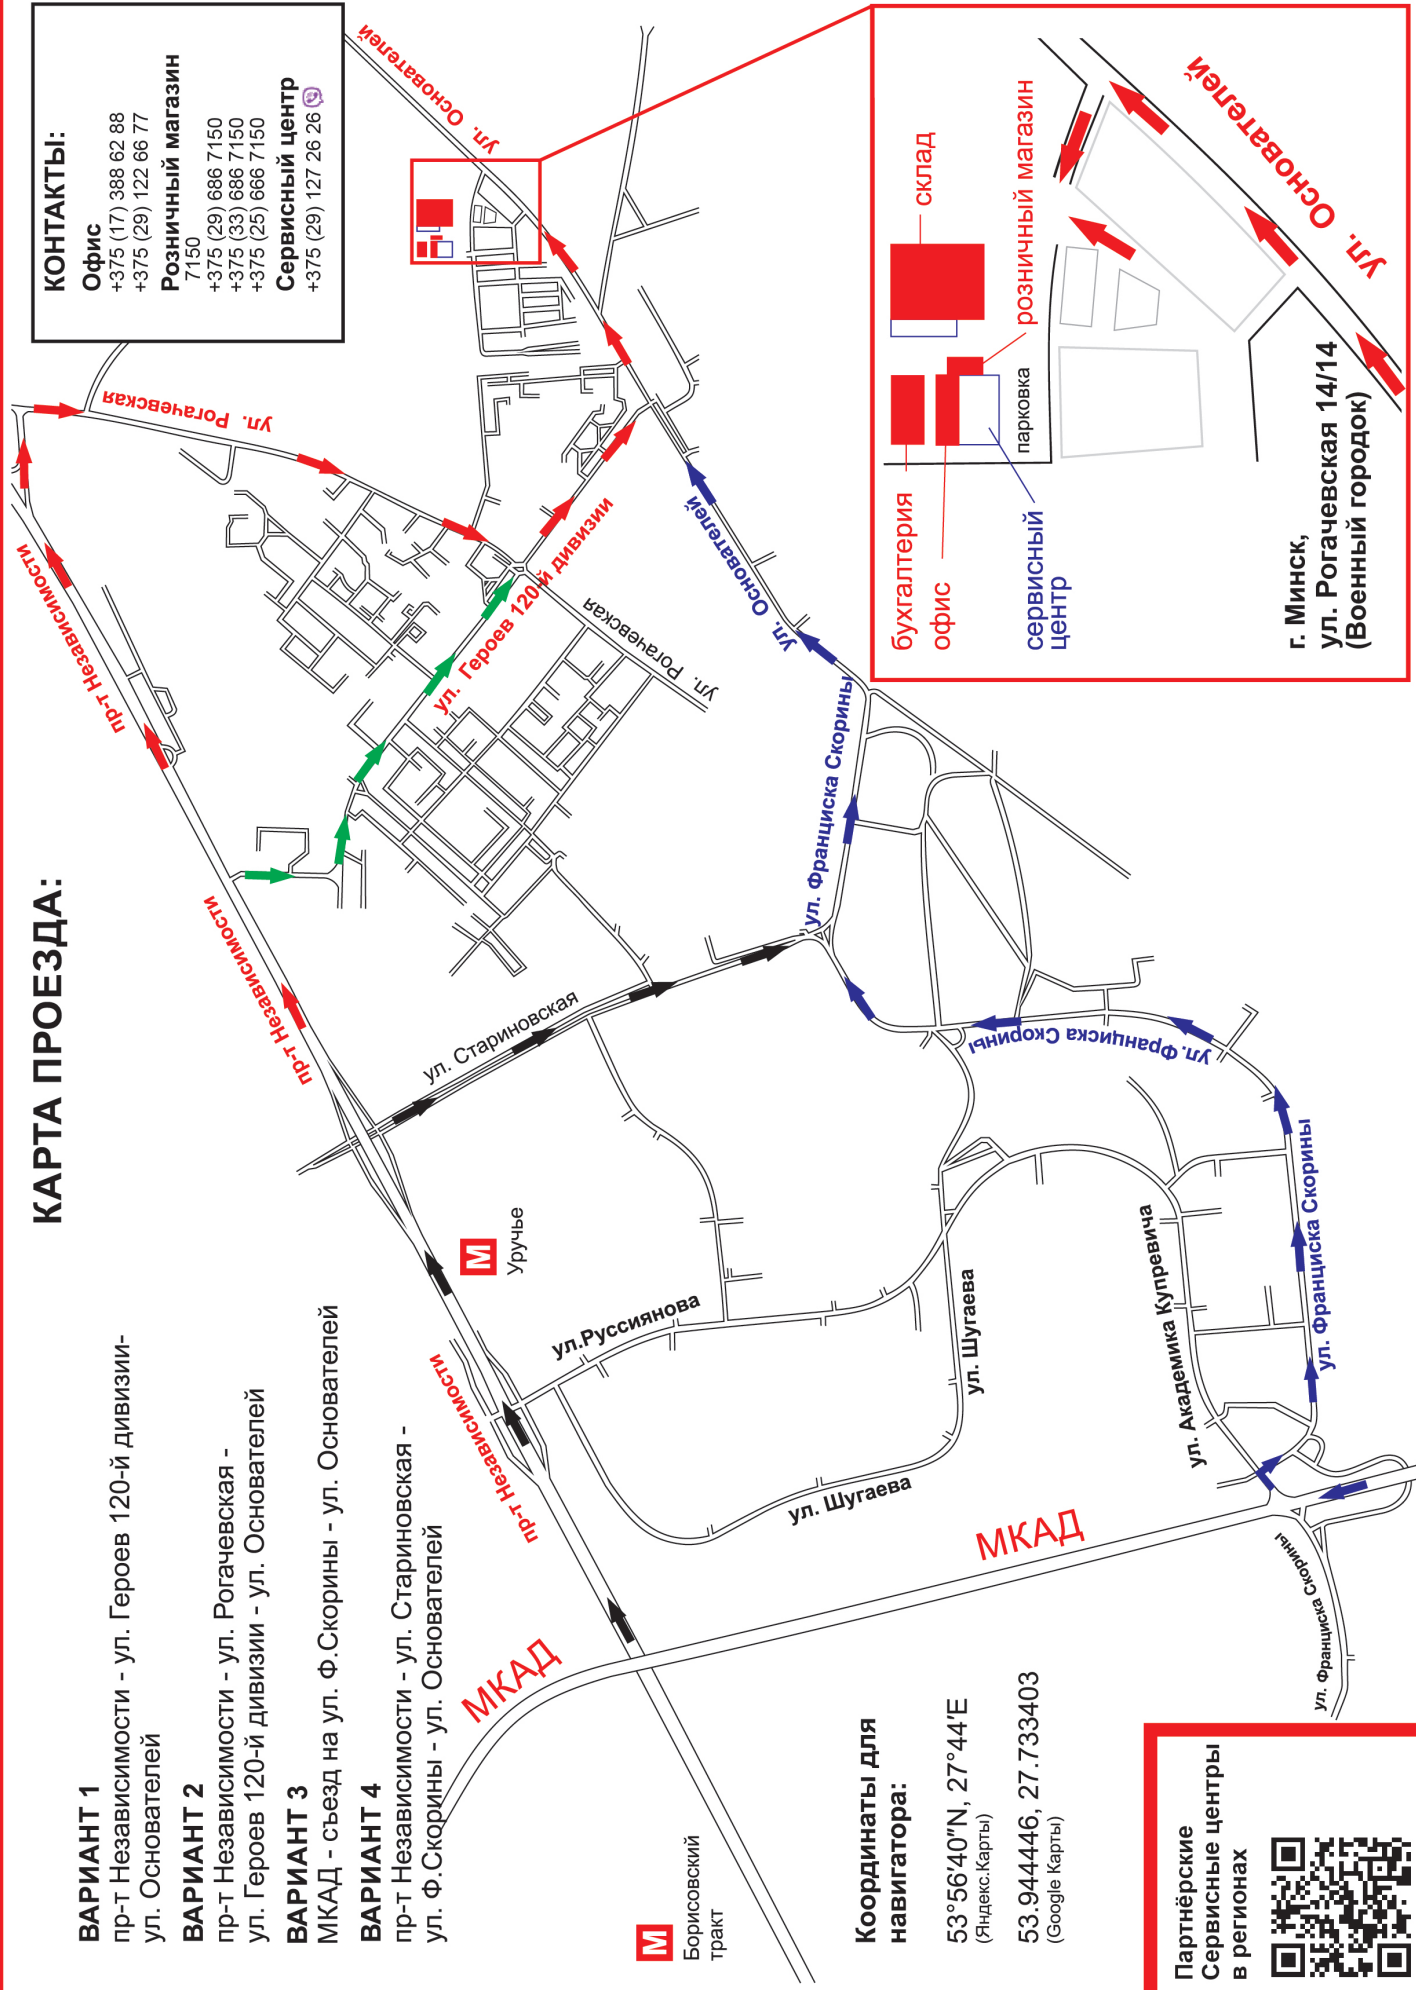 КАРТА ПРОЕЗДА:
ВАРИАНТ 1
пр-т Независимости - ул. Героев 120-й дивизии-
ул. Основателей
ВАРИАНТ 2
пр-т Независимости - ул. Рогачевская -
ул. Героев 120-й дивизии - ул. Основателей
ВАРИАНТ 3
МКАД - съезд на ул. Ф.Скорины - ул. Основателей
ВАРИАНТ 4
пр-т Независимости - ул. Стариновская -
ул. Ф.Скорины - ул. Основателей
КОНТАКТЫ:
Офис
+375 (17) 388 62 88
+375 (29) 122 66 77
Розничный магазин
7150
+375 (29) 686 7150
+375 (33) 686 7150
+375 (25) 666 7150
Сервисный центр
+375 (29) 127 26 26
пр-т Независимости
пр-т Независимости
пр-т Независимости
ул. Рогачевская
ул. Основателей
ул. Героев 120-й дивизии
ул. Рогачевская
ул. Стариновская
М
Уручье
ул.Руссиянова
ул. Основателей
ул. Франциска Скорины
ул. Франциска Скорины
ул. Шугаева
ул. Шугаева
ул. Академика Купревича
ул. Франциска Скорины
МКАД
МКАД
ул. Франциска Скорины
М
Борисовский
тракт
Координаты для
навигатора:
53°56'40"N, 27°44'E
(Яндекс.Карты)
53.944446, 27.733403
(Google Карты)
Партнёрские
Сервисные центры
в регионах
бухгалтерия
офис
склад
розничный магазин
парковка
сервисный
центр
ул. Основателей
г. Минск,
ул. Рогачевская 14/14
(Военный городок)